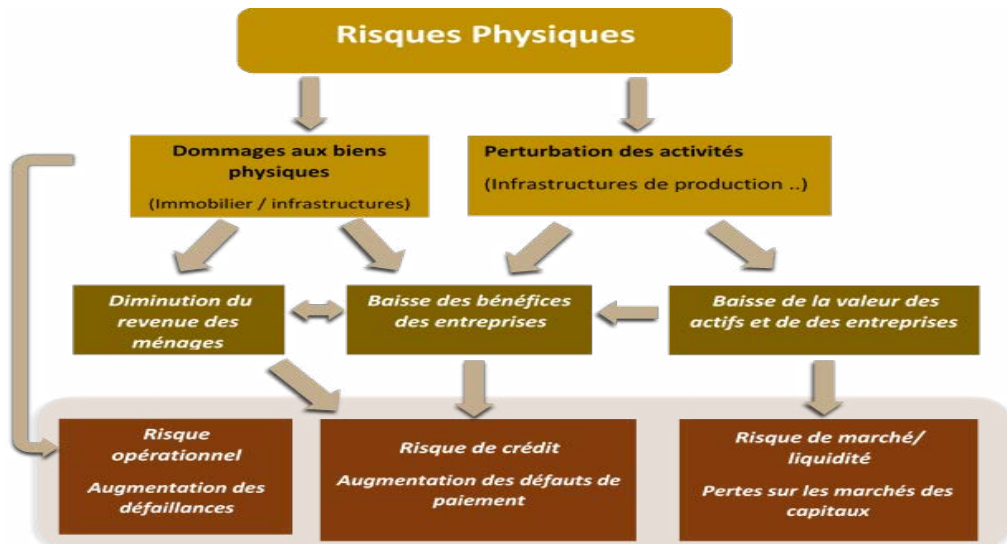 Risques Physiques
Dommages aux biens
physiques
(Immobilier / infrastructures)
Perturbation des activités
(Infrastructures de production ..)
Diminution du
revenue des
ménages
Baisse des bénéfices
des entreprises
Baisse de la valeur des
actifs et de des entreprises
Risque
opérationnel
Augmentation des
défaillances
Risque de crédit
Augmentation des défauts de
paiement
Risque de marché/
liquidité
Pertes sur les marchés des
capitaux